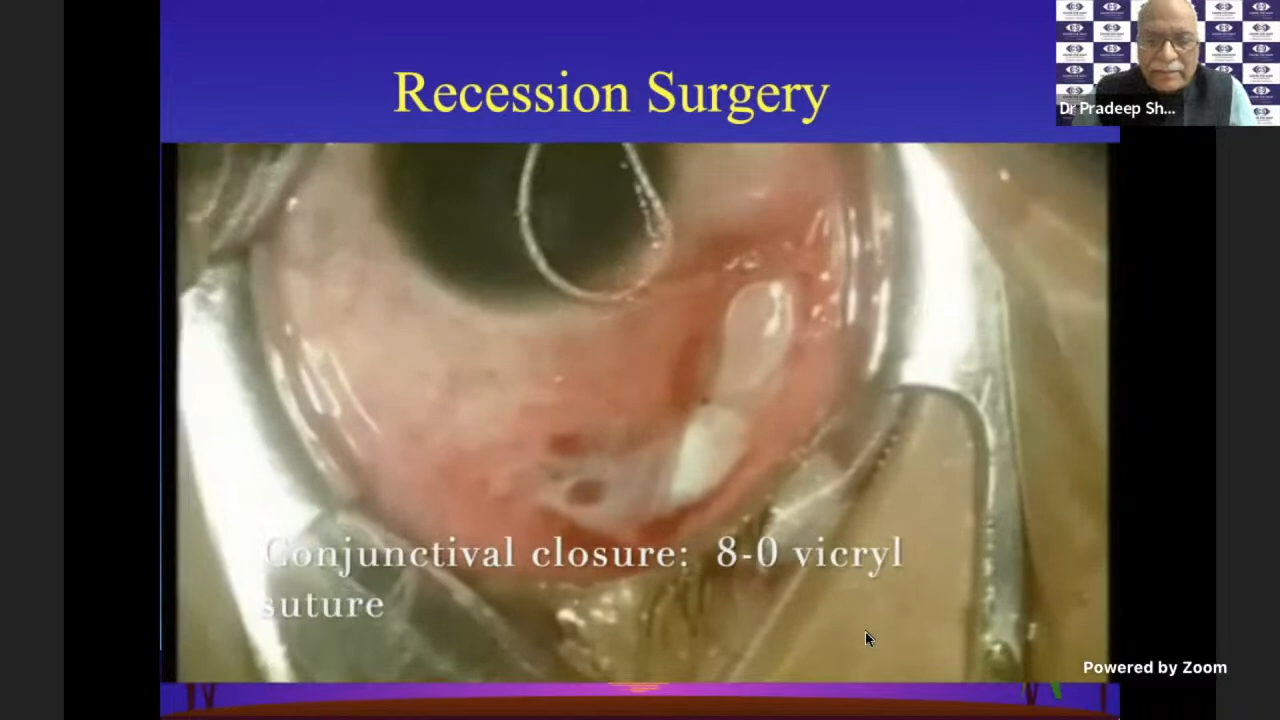 Recession Surgery
Dr Pradeep Sh...
Conjunctival closure: 8-0 vicryl
suture
Powered by Zoom